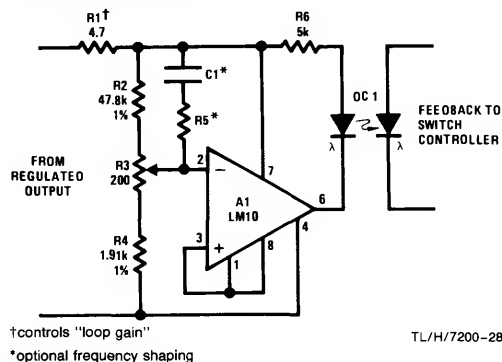 R1†
4.7
R6
5k
C1*
R2
47.8k
1%
R5*
OC 1
λ
λ
FEEOBACK TO
SWITCH
CONTROLLER
FROM
REGULATEO
OUTPUT
R3
200
2
−
7
A1
LM10
6
4
3
+
1
8
R4
1.91k
1%
†controls "loop gain"
*optional frequency shaping
TL/H/7200–28